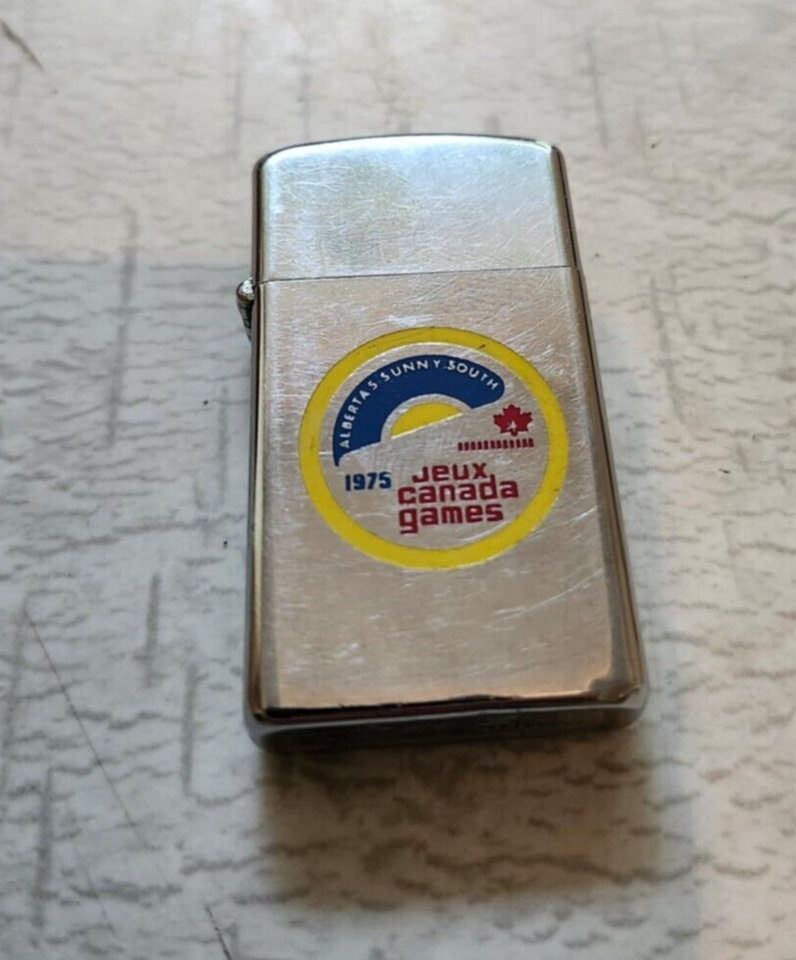 ALBERTA'S SUNNY SOUTH
1975
Jeux
canada
games